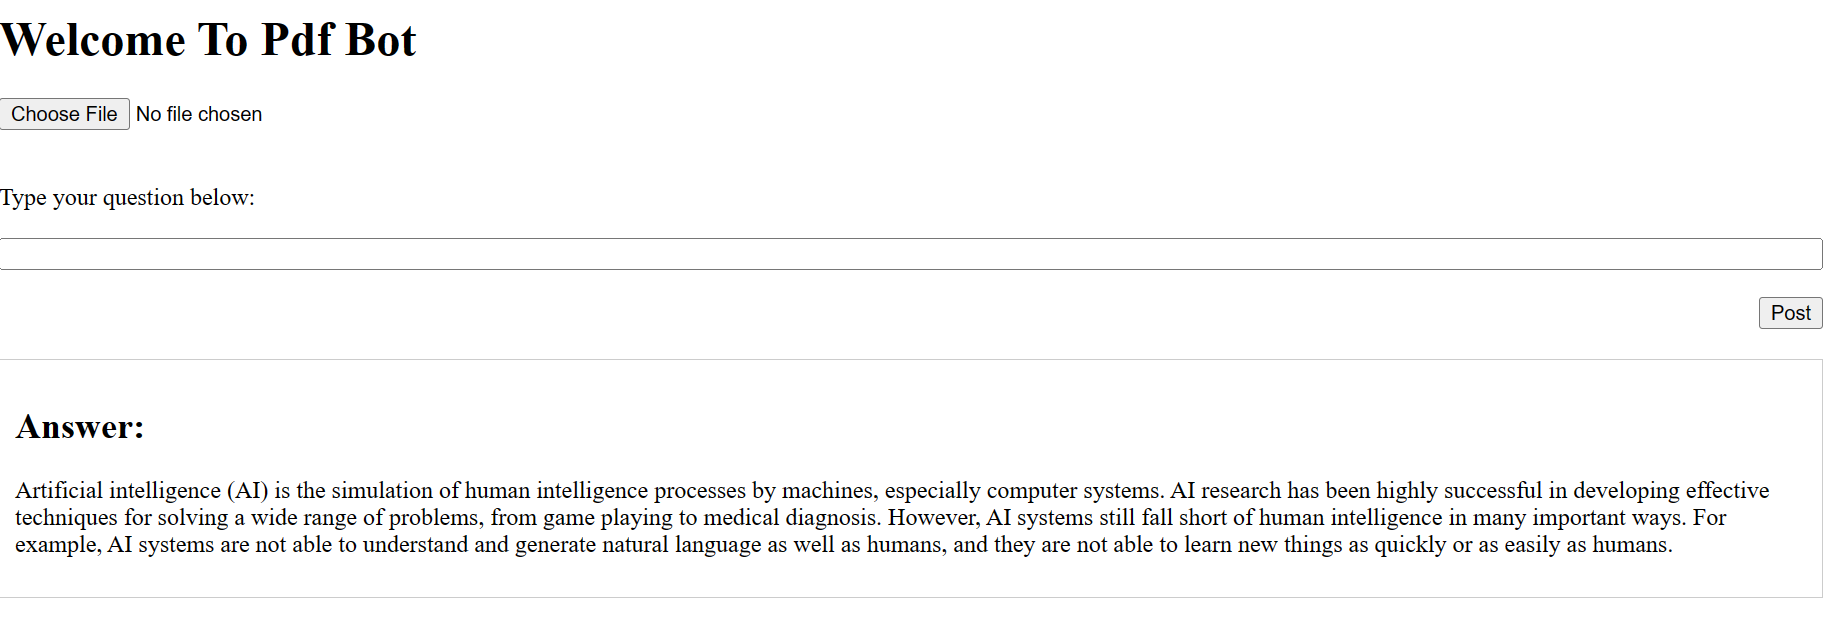 Welcome To Pdf Bot
Choose File No file chosen
Type your question below:
Post
Answer:
Artificial intelligence (AI) is the simulation of human intelligence processes by machines, especially computer systems. AI research has been highly successful in developing effective
techniques for solving a wide range of problems, from game playing to medical diagnosis. However, AI systems still fall short of human intelligence in many important ways. For
example, AI systems are not able to understand and generate natural language as well as humans, and they are not able to learn new things as quickly or as easily as humans.